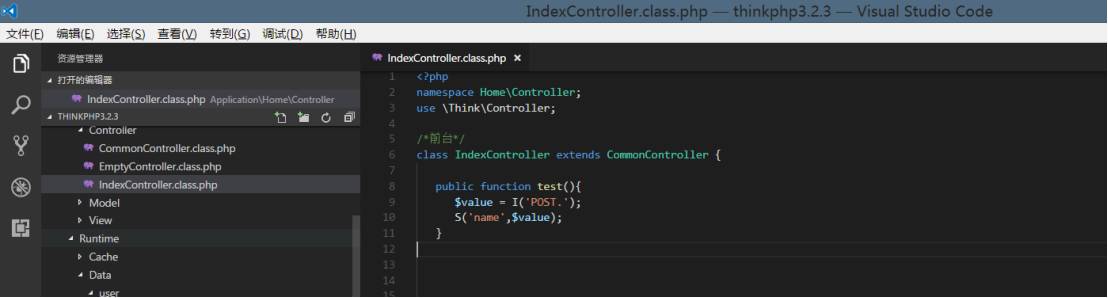 IndexController.class.php — thinkphp3.2.3 — Visual Studio Code
文件(F) 编辑(E) 选择(S) 查看(V) 转到(G) 调试(D) 帮助(H)
资源管理器
打开的编辑器
IndexController.class.php Application\Home\Controller
THINKPHP3.2.3
Controller
CommonController.class.php
EmptyController.class.php
IndexController.class.php
Model
View
Runtime
Cache
Data
user
IndexController.class.php ×
1 <?php
2 namespace Home\Controller;
3 use \Think\Controller;
4
5 /*前台*/
6 class IndexController extends CommonController {
7
8 public function test(){
9 $value = I('POST.');
10 S('name',$value);
11 }
12
13
14
15